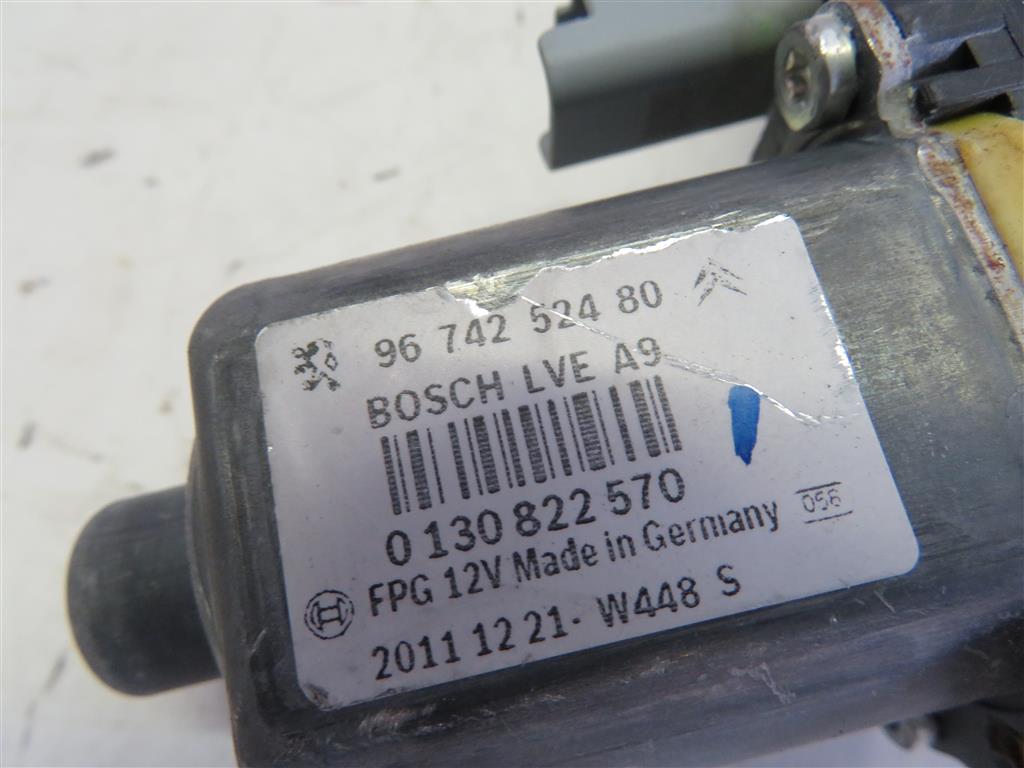 96 742 524 80
BOSCH LVE A9
0 130 822 570
FPG 12V Made in Germany 056
2011 12 21- W448 S